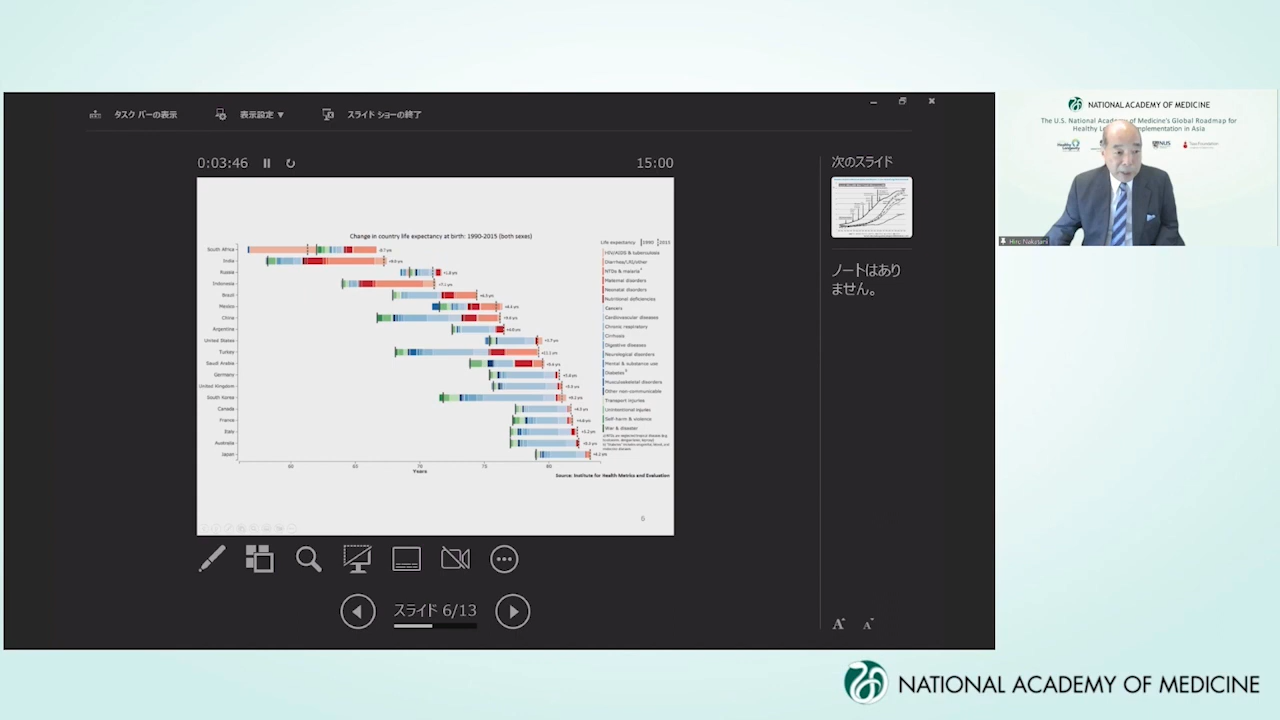 タスク バーの表示
表示設定 ▼
スライド ショーの終了
0:03:46
15:00
次のスライド
ノートはあり
ません。
Change in country life expectancy at birth: 1990-2015 (both sexes)
South Africa
India
Russia
Indonesia
Brazil
Mexico
China
Argentina
United States
Turkey
Saudi Arabia
Germany
United Kingdom
South Korea
Canada
France
Italy
Australia
Japan
70
75
80
Years
Life expectancy 1990 2015
HIV/AIDS & tuberculosis
Diarrhea/LRI/other
NTDs & malaria
Maternal disorders
Neonatal disorders
Nutritional deficiencies
Cancers
Cardiovascular diseases
Chronic respiratory
Cirrhosis
Digestive diseases
Neurological disorders
Mental & substance use
Diabetes
Musculoskeletal disorders
Other non-communicable
Transport injuries
Unintentional injuries
Self-harm & violence
War & disaster
Source: Institute for Health Metrics and Evaluation
6
スライド 6/13
NATIONAL ACADEMY OF MEDICINE
The U.S. National Academy of Medicine's Global Roadmap for
Healthy Implementation in Asia
NUS
Hiro Nakatani
NATIONAL ACADEMY OF MEDICINE